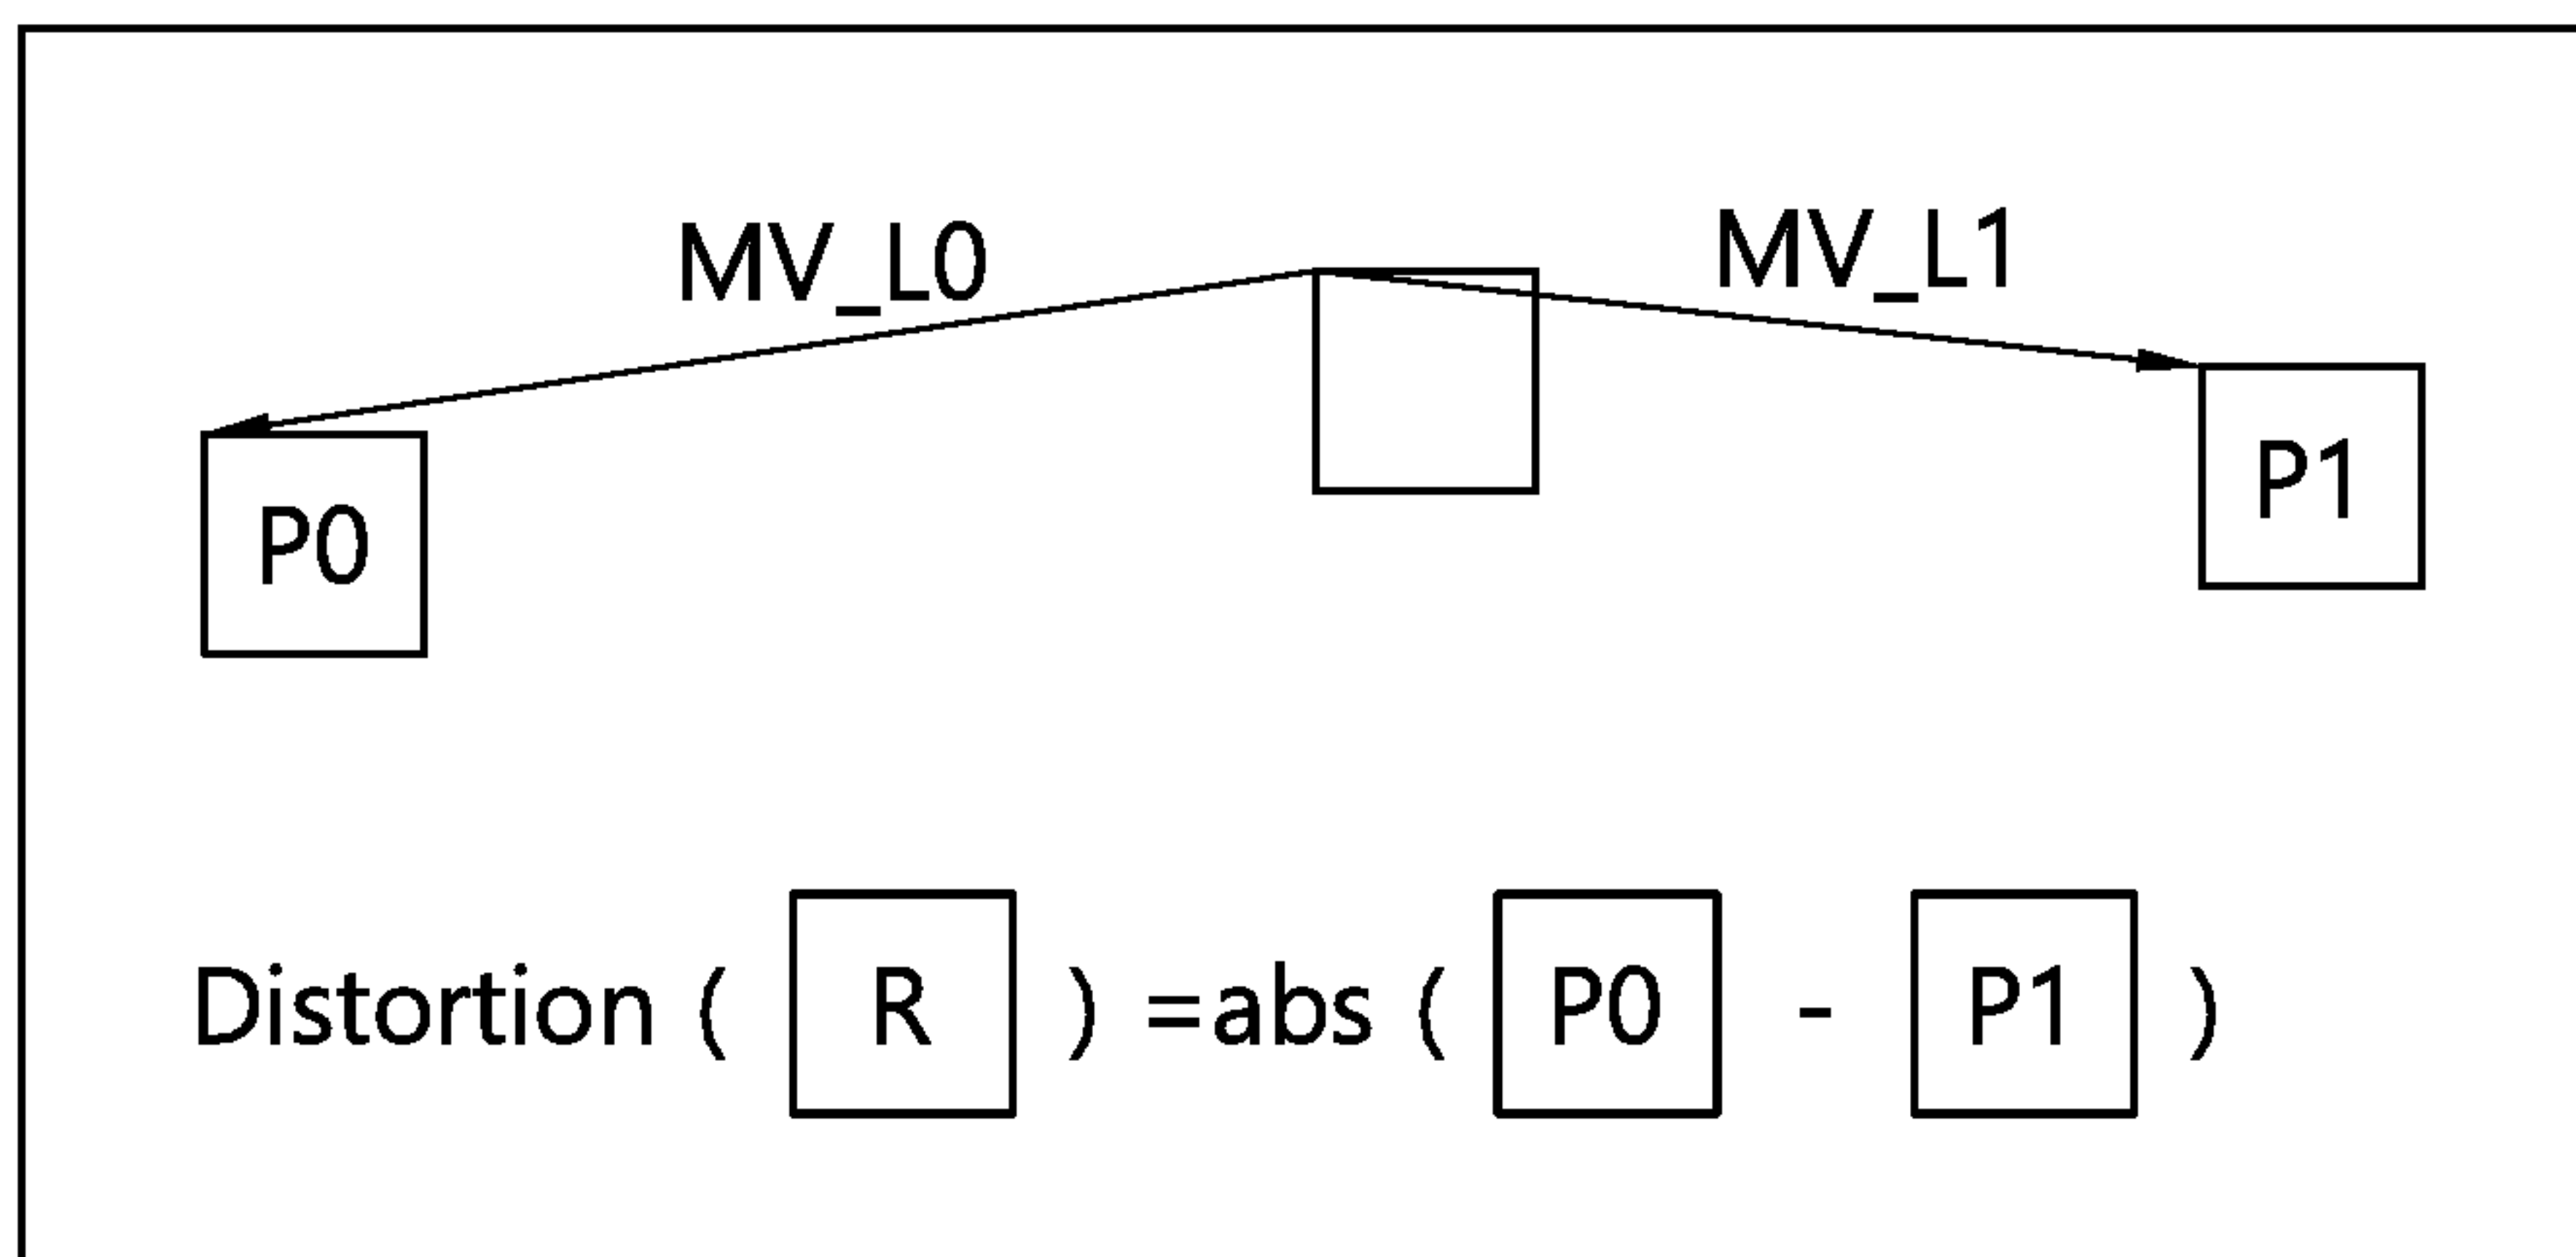 MV_L0 MV_L1
P0 P1
Distortion ( R ) =abs ( P0 - P1 )